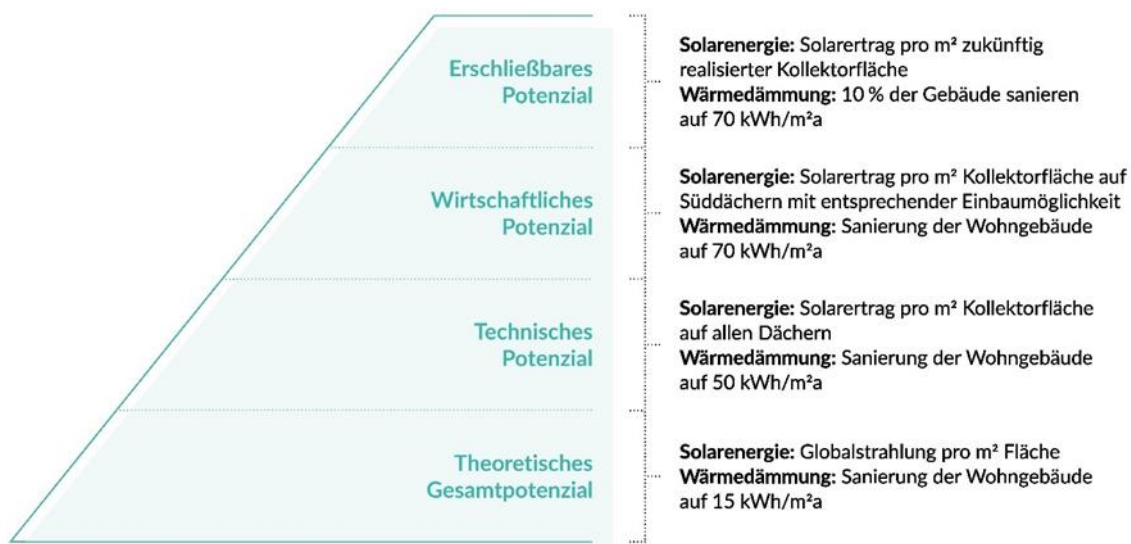 Erschließbares
Potenzial
Solarenergie: Solarertrag pro m² zukünftig
realisierter Kollektorfläche
Wärmedämmung: 10 % der Gebäude sanieren
auf 70 kWh/m²a
Wirtschaftliches
Potenzial
Solarenergie: Solarertrag pro m² Kollektorfläche auf
Süddächern mit entsprechender Einbaumöglichkeit
Wärmedämmung: Sanierung der Wohngebäude
auf 70 kWh/m²a
Technisches
Potenzial
Solarenergie: Solarertrag pro m² Kollektorfläche
auf allen Dächern
Wärmedämmung: Sanierung der Wohngebäude
auf 50 kWh/m²a
Theoretisches
Gesamtpotenzial
Solarenergie: Globalstrahlung pro m² Fläche
Wärmedämmung: Sanierung der Wohngebäude
auf 15 kWh/m²a